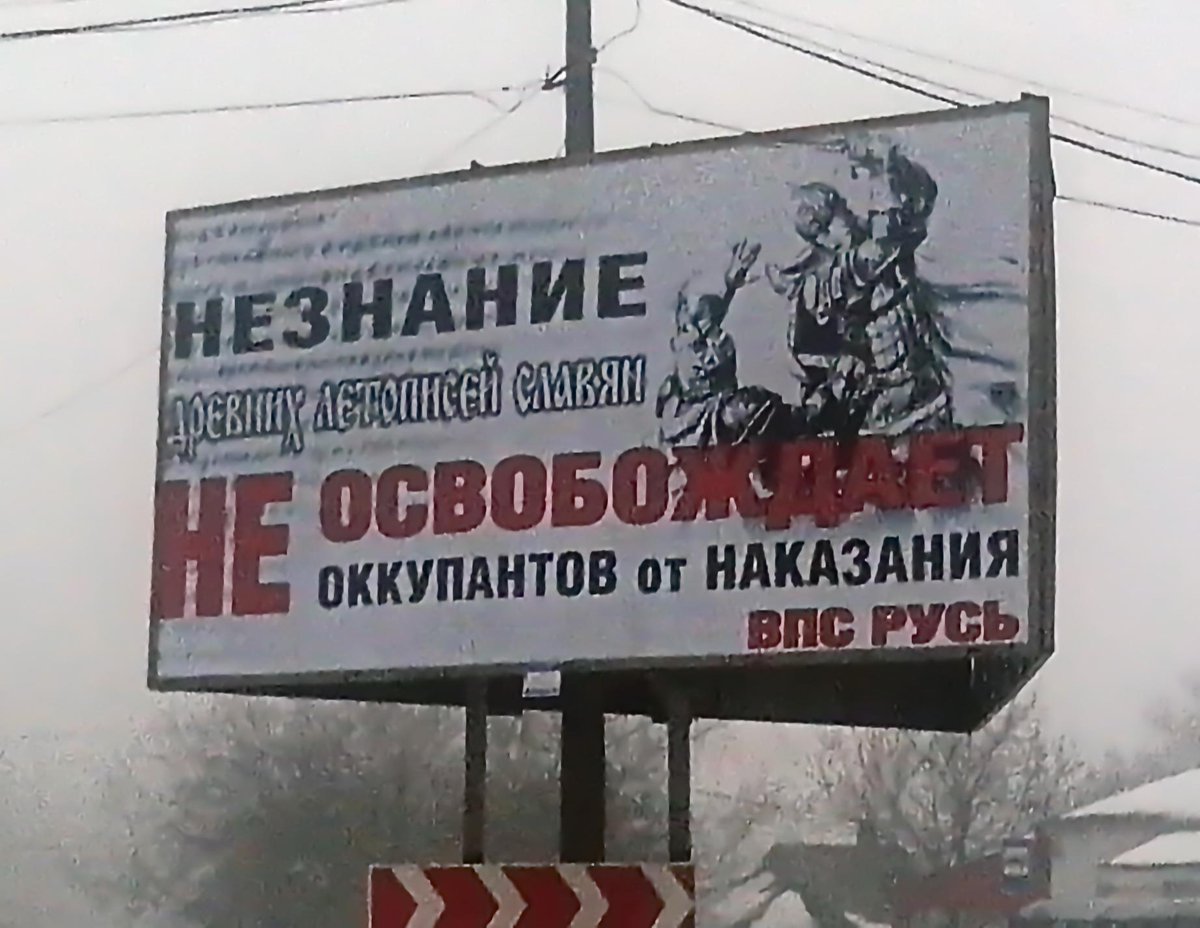 НЕЗНАНИЕ
ДРЕВНИХ ЛЕТОПИСЕЙ СЛАВЯН
НЕ ОСВОБОЖДАЕТ
ОККУПАНТОВ от НАКАЗАНИЯ
ВПС РУСЬ